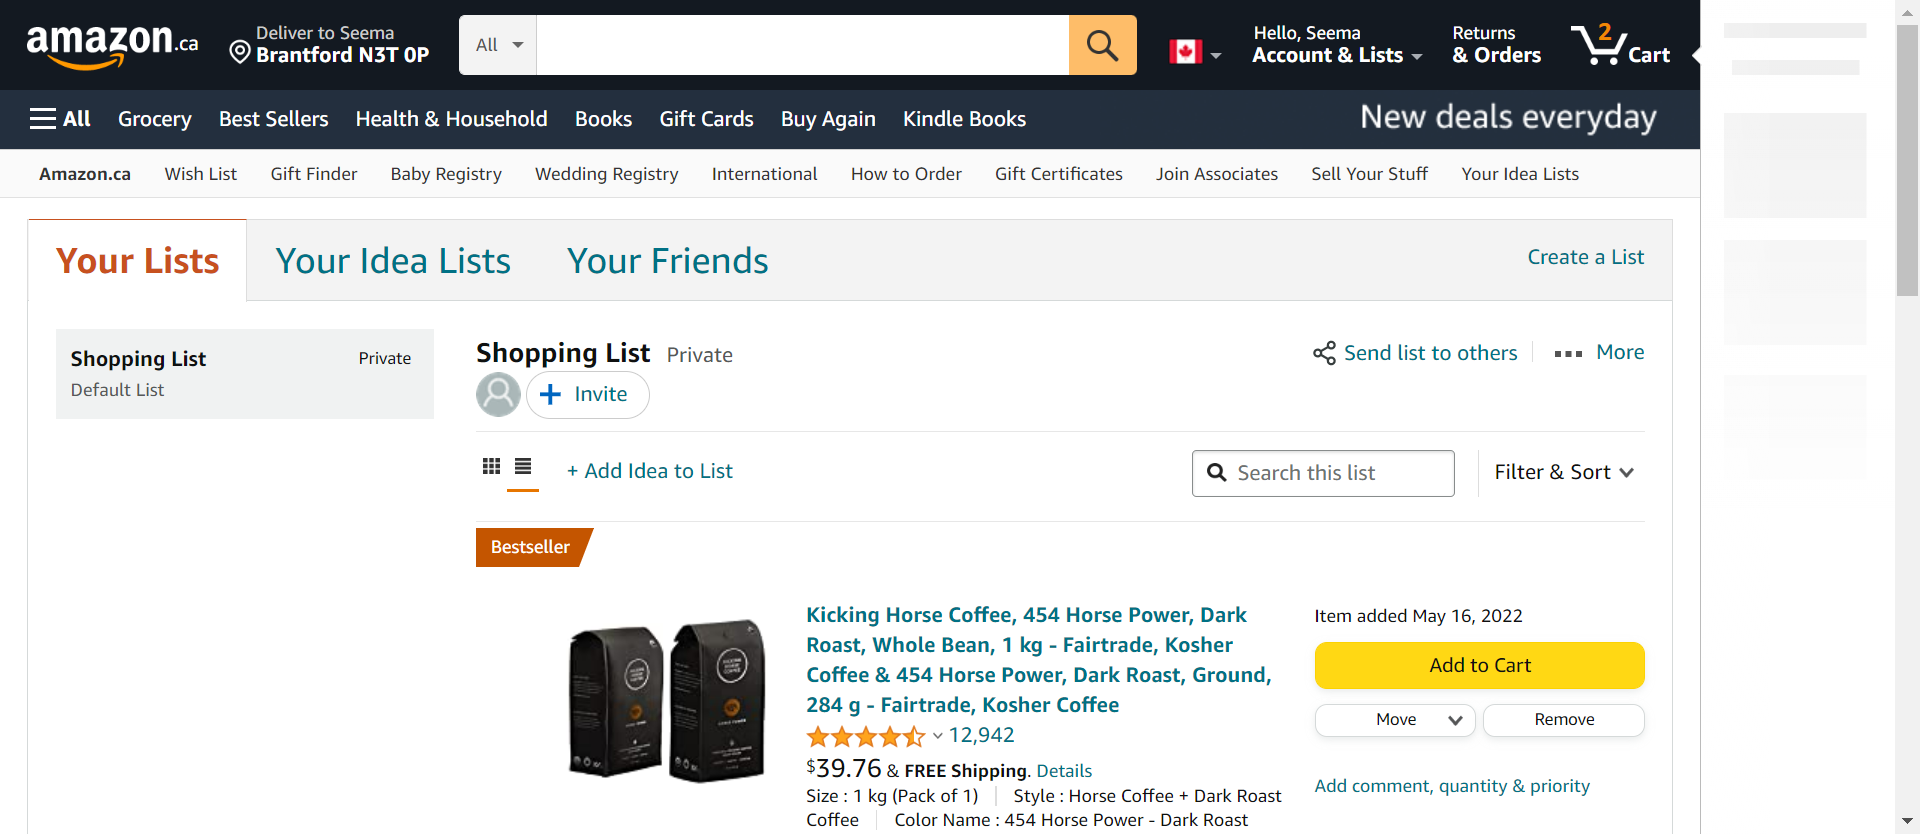 amazon.ca
Deliver to Seema
Brantford N3T 0P
All
Hello, Seema
Account & Lists
Returns
& Orders
2
Cart
All
Grocery
Best Sellers
Health & Household
Books
Gift Cards
Buy Again
Kindle Books
New deals everyday
Amazon.ca
Wish List
Gift Finder
Baby Registry
Wedding Registry
International
How to Order
Gift Certificates
Join Associates
Sell Your Stuff
Your Idea Lists
Your Lists
Your Idea Lists
Your Friends
Create a List
Shopping List
Private
Default List
Shopping List Private
Send list to others
More
+ Invite
+ Add Idea to List
Search this list
Filter & Sort
Bestseller
Kicking Horse Coffee, 454 Horse Power, Dark
Roast, Whole Bean, 1 kg - Fairtrade, Kosher
Coffee & 454 Horse Power, Dark Roast, Ground,
284 g - Fairtrade, Kosher Coffee
12,942
$39.76 & FREE Shipping. Details
Size : 1 kg (Pack of 1) Style : Horse Coffee + Dark Roast
Coffee Color Name : 454 Horse Power - Dark Roast
Item added May 16, 2022
Add to Cart
Move
Remove
Add comment, quantity & priority